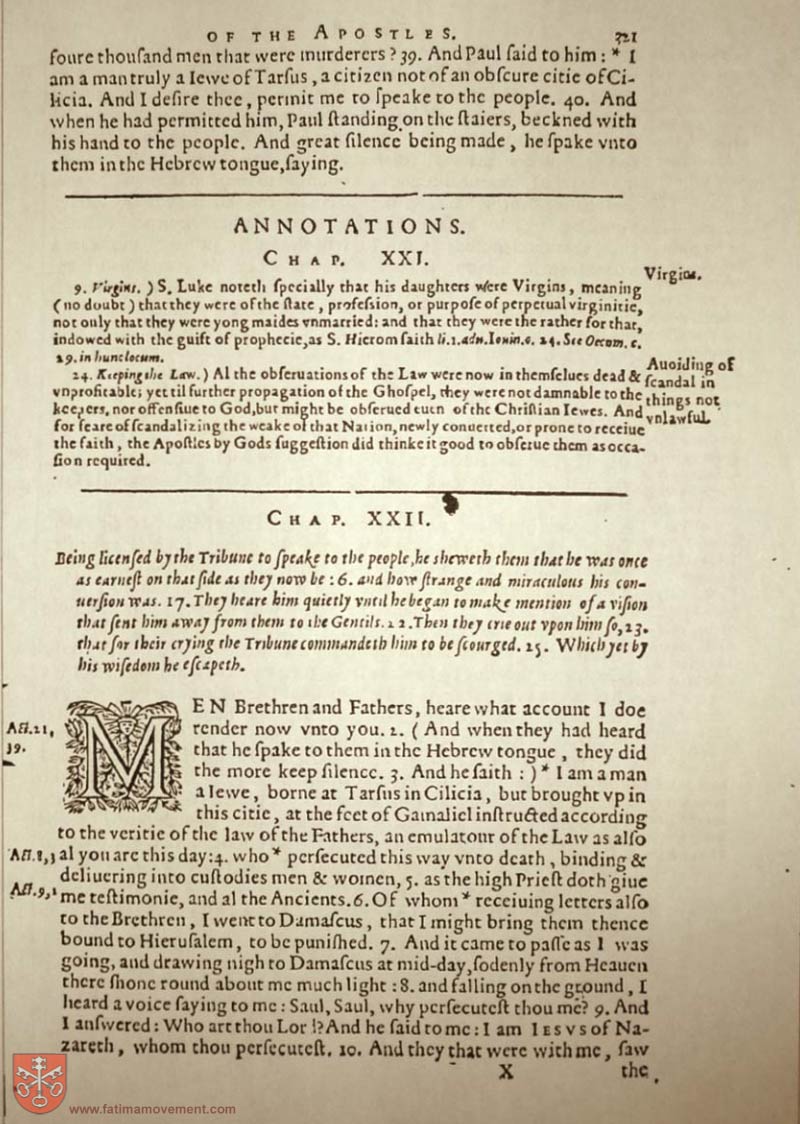 OF THE APOSTLES. 321
foure thouſand men that were murderers? 39. And Paul ſaid to him: * I
am a man truly a Iewe of Tarſus, a citizen not of an obſcure citie of Ci-
licia. And I deſire thee, permit me to ſpeake to the people. 40. And
when he had permitted him, Paul ſtanding on the ſtaiers, beckned with
his hand to the people. And great ſilence being made, he ſpake vnto
them in the Hebrew tongue, ſaying.
ANNOTATIONS.
CHAP. XXI.
Virgins.
9. Virgins.) S. Luke noteth ſpecially that his daughters were Virgins, meaning
(no doubt) that they were of the ſtate, profeſsion, or purpoſe of perpetual virginitie,
not only that they were yong maides vnmarried: and that they were the rather for that,
indowed with the guift of prophecie, as S. Hierom ſaith li. 1. adu. Iouin. c. 24. See Oecom. c.
29. in hunc locum.
24. Keeping the Law.) Al the obſeruations of the Law were now in themſelues dead &
vnprofitable; yet til further propagation of the Ghoſpel, they were not damnable to the
keepers, nor offenſiue to God, but might be obſerued euen of the Chriſtian Iewes. And
for feare of ſcandalizing the weake of that Nation, newly conuerted, or prone to receiue
the faith, the Apoſtles by Gods ſuggeſtion did thinke it good to obſerue them as occa-
ſion required.
Auoiding of
ſcandal in
things not
vnlawful.
CHAP. XXII.
Being licenſed by the Tribune to ſpeake to the people, he sheweth them that he was once
as earneſt on that ſide as they now be: 6. and how ſtrange and miraculous his con-
uerſion was. 17. They heare him quietly vntil he began to make mention of a viſion
that ſent him away from them to the Gentils. 22. Then they crie out vpon him ſo, 23.
that for their crying the Tribune commandeth him to be ſcourged. 25. Which yet by
his wiſedom he eſcapeth.
MEN Brethren and Fathers, heare what account I doe
render now vnto you. 2. (And when they had heard
that he ſpake to them in the Hebrew tongue, they did
the more keep ſilence. 3. And he ſaith:) * I am a man
a Iewe, borne at Tarſus in Cilicia, but brought vp in
this citie, at the feet of Gamaliel inſtructed according
to the veritie of the law of the Fathers, an emulatour of the Law as alſo
al you are this day: 4. who * perſecuted this way vnto death, binding &
deliuering into cuſtodies men & women, 5. as the high Prieſt doth giue
me teſtimonie, and al the Ancients. 6. Of whom * receiuing letters alſo
to the Brethren, I went to Damaſcus, that I might bring them thence
bound to Hieruſalem, to be puniſhed. 7. And it came to paſſe as I was
going, and drawing nigh to Damaſcus at mid-day, ſodenly from Heauen
there ſhone round about me much light: 8. and falling on the ground, I
heard a voice ſaying to me: Saul, Saul, why perſecuteſt thou me? 9. And
I anſwered: Who art thou Lord? And he ſaid to me: I am IESVS of Na-
zareth, whom thou perſecuteſt. 10. And they that were with me, ſaw
Act. 21,
39.
Act. 8, 3
Act. 9, 1
X the
www.fatimamovement.com